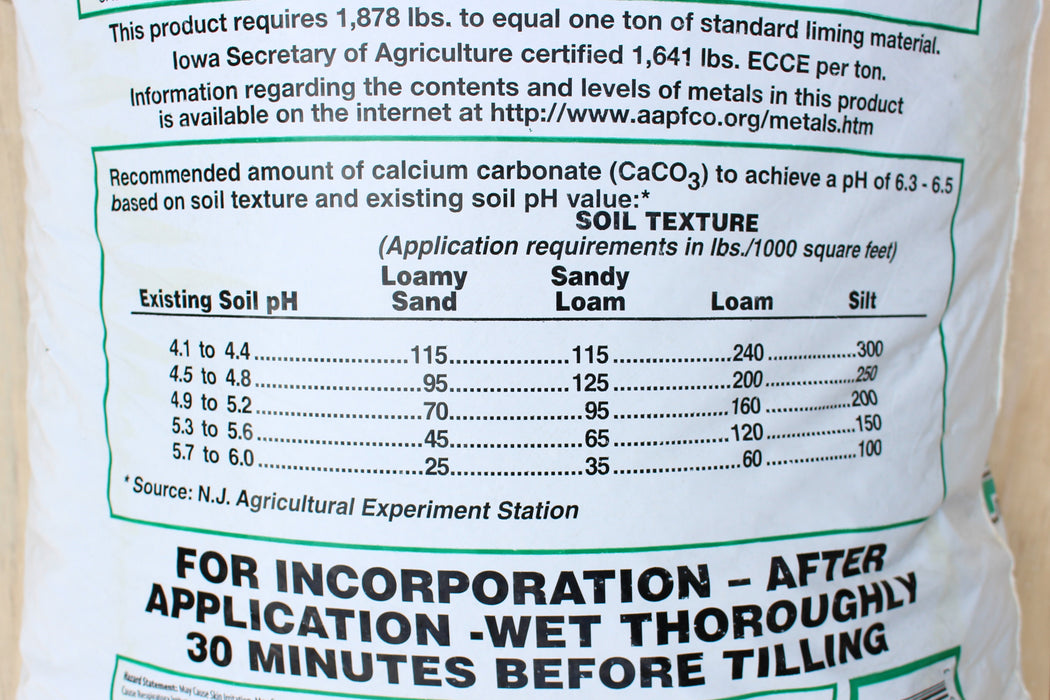 This product requires 1,878 lbs. to equal one ton of standard liming material.
Iowa Secretary of Agriculture certified 1,641 lbs. ECCE per ton.
Information regarding the contents and levels of metals in this product
is available on the internet at http://www.aapfco.org/metals.htm
Recommended amount of calcium carbonate (CaCO3) to achieve a pH of 6.3 - 6.5
based on soil texture and existing soil pH value:*
SOIL TEXTURE
(Application requirements in lbs./1000 square feet)
Existing Soil pH Loamy Sand Sandy Loam Loam Silt
4.1 to 4.4 115 115 240 300
4.5 to 4.8 95 125 200 250
4.9 to 5.2 70 95 160 200
5.3 to 5.6 45 65 120 150
5.7 to 6.0 25 35 60 100
*Source: N.J. Agricultural Experiment Station
FOR INCORPORATION – AFTER
APPLICATION -WET THOROUGHLY
30 MINUTES BEFORE TILLING
Hazard Statement: May Cause Skin Irritation.